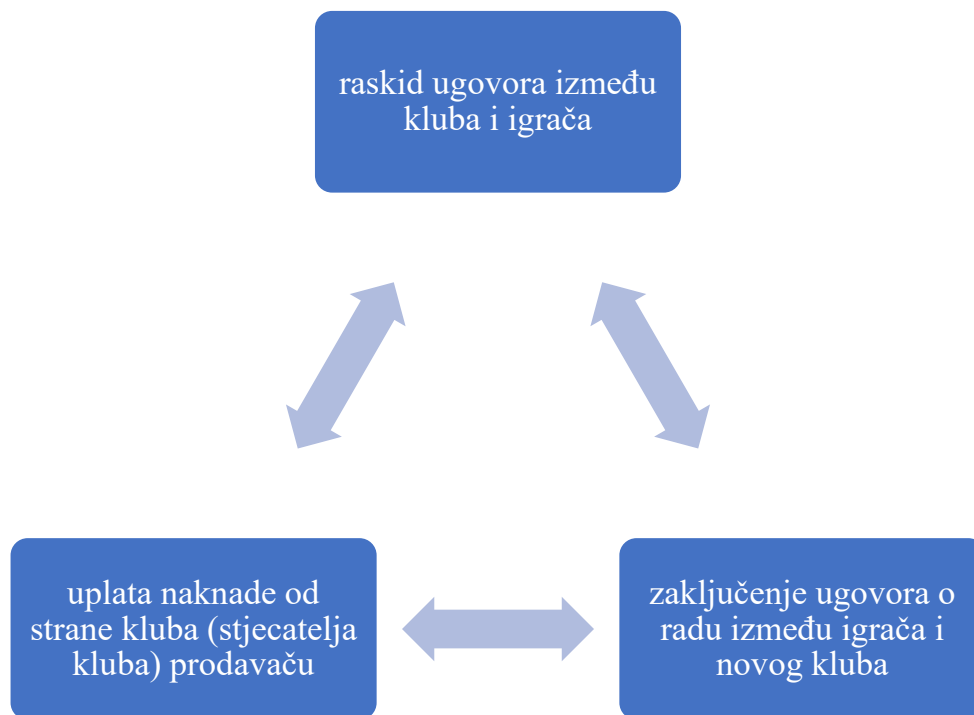 raskid ugovora između
kluba i igrača
uplata naknade od
strane kluba (stjecatelja
kluba) prodavaču
zaključenje ugovora o
radu između igrača i
novog kluba